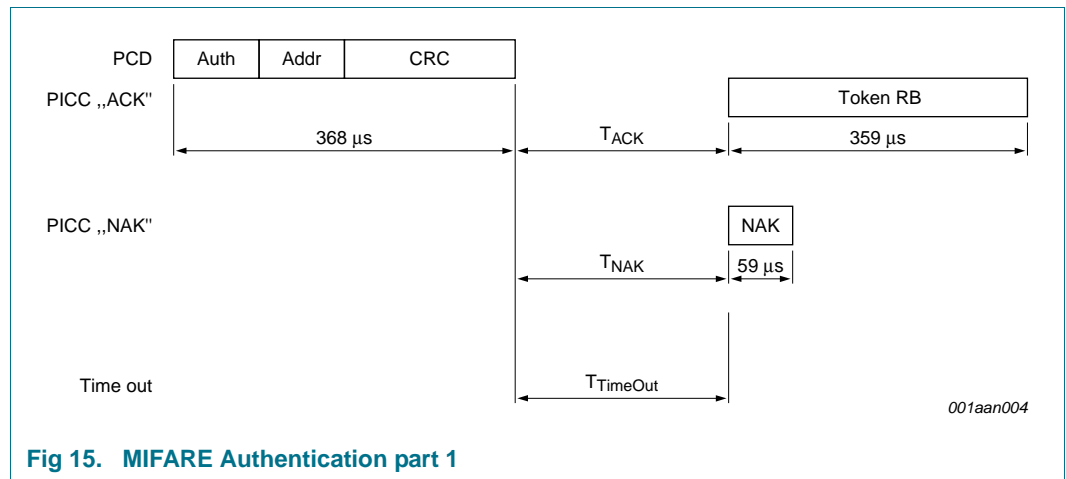 PCD Auth Addr CRC
PICC ,,ACK" Token RB
368 μs TACK 359 μs
PICC ,,NAK" NAK
TNAK 59 μs
Time out TTimeOut
001aan004
Fig 15. MIFARE Authentication part 1